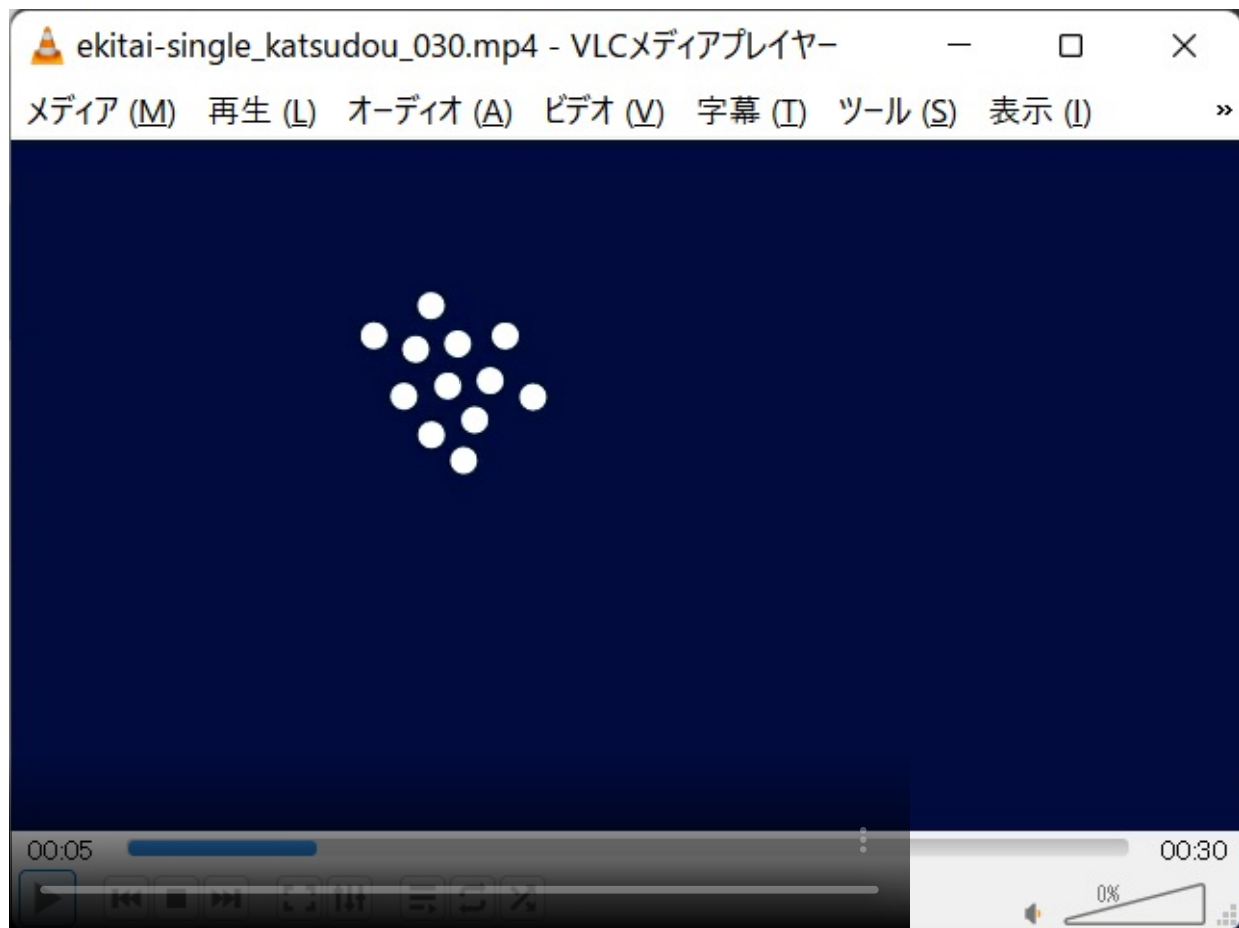 ekitai-single_katsudou_030.mp4 - VLCメディアプレイヤー
メディア (M) 再生 (L) オーディオ (A) ビデオ (V) 字幕 (T) ツール (S) 表示 (I) »
00:05 00:30
0%